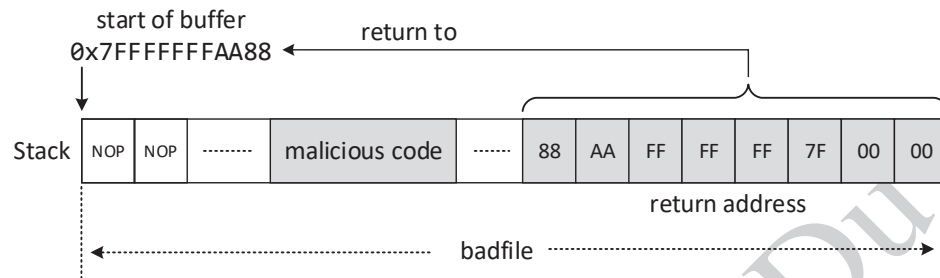 start of buffer
0x7FFFFFFFAA88
return to
Stack NOP NOP ........ malicious code ...... 88 AA FF FF FF 7F 00 00
return address
badfile
Du